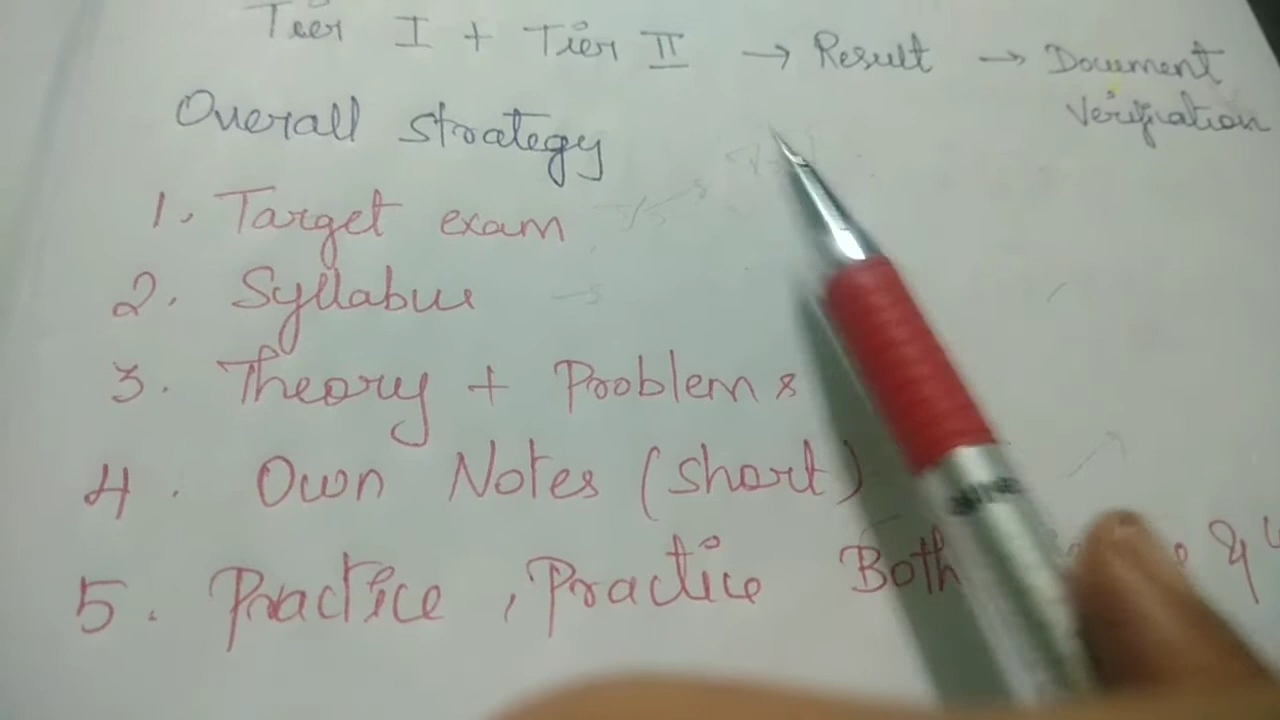 Tier I + Tier II → Result → Document Verification
Overall strategy
1. Target exam
2. Syllabus
3. Theory + Problems
4. Own Notes (short)
5. Practice, Practice Both